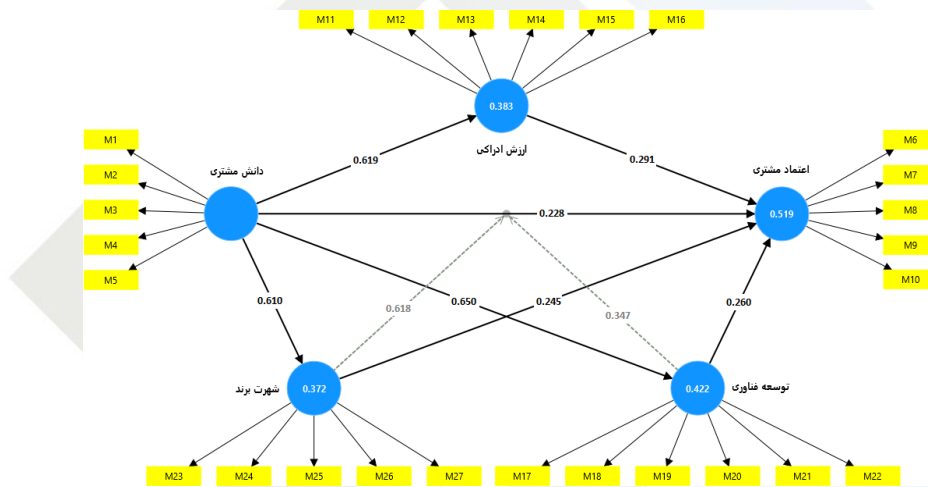 M11 M12 M13 M14 M15 M16
0.383
ارزش ادراکی
M1
M2
M3
M4
M5
دانش مشتری
0.619
0.291
اعتماد مشتری
0.519
M6
M7
M8
M9
M10
0.228
0.610
0.618
0.650
0.245
0.347
0.260
شهرت برند
0.372
0.422
توسعه فناوری
M23 M24 M25 M26 M27
M17 M18 M19 M20 M21 M22